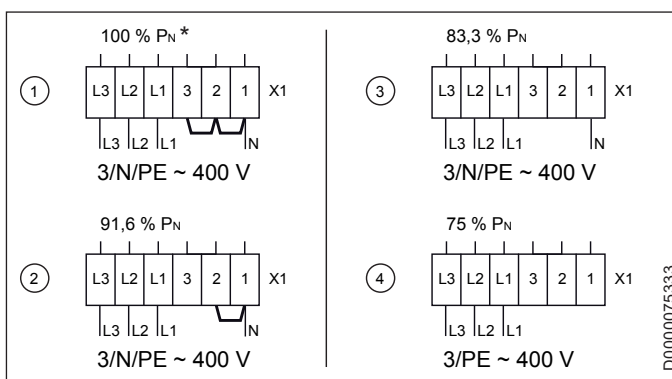 100 % PN *
1
L3 L2 L1 3 2 1 X1
L3 L2 L1 N
3/N/PE ~ 400 V
91,6 % PN
2
L3 L2 L1 3 2 1 X1
L3 L2 L1 N
3/N/PE ~ 400 V
83,3 % PN
3
L3 L2 L1 3 2 1 X1
L3 L2 L1 N
3/N/PE ~ 400 V
75 % PN
4
L3 L2 L1 3 2 1 X1
L3 L2 L1
3/PE ~ 400 V
D0000075333